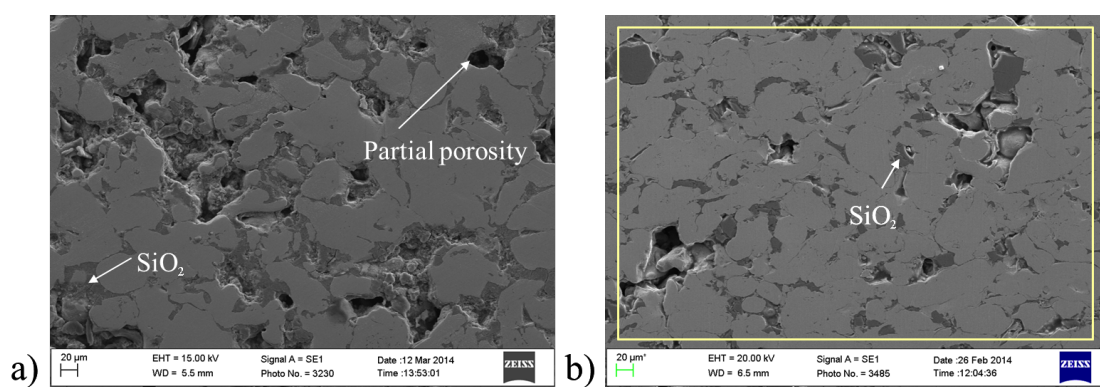 Partial porosity
SiO₂
a)
20 µm
EHT = 15.00 kV
WD = 5.5 mm
Signal A = SE1
Photo No. = 3230
Date :12 Mar 2014
Time :13:53:01
ZEISS
SiO₂
b)
20 µm*
EHT = 20.00 kV
WD = 6.5 mm
Signal A = SE1
Photo No. = 3485
Date :26 Feb 2014
Time :12:04:36
ZEISS